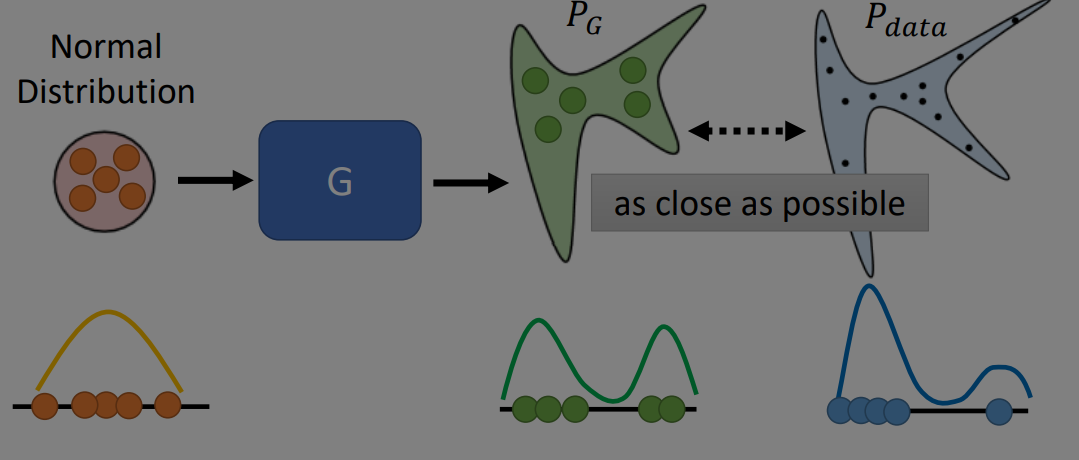 Normal
Distribution
G
P_G
P_data
as close as possible